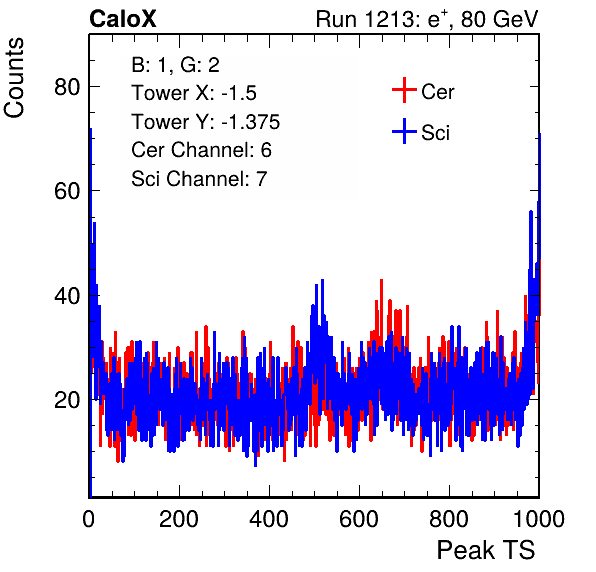 CaloX Run 1213: e⁺, 80 GeV
Counts
B: 1, G: 2
Tower X: -1.5
Tower Y: -1.375
Cer Channel: 6
Sci Channel: 7
Cer
Sci
80
60
40
20
0 200 400 600 800 1000
Peak TS